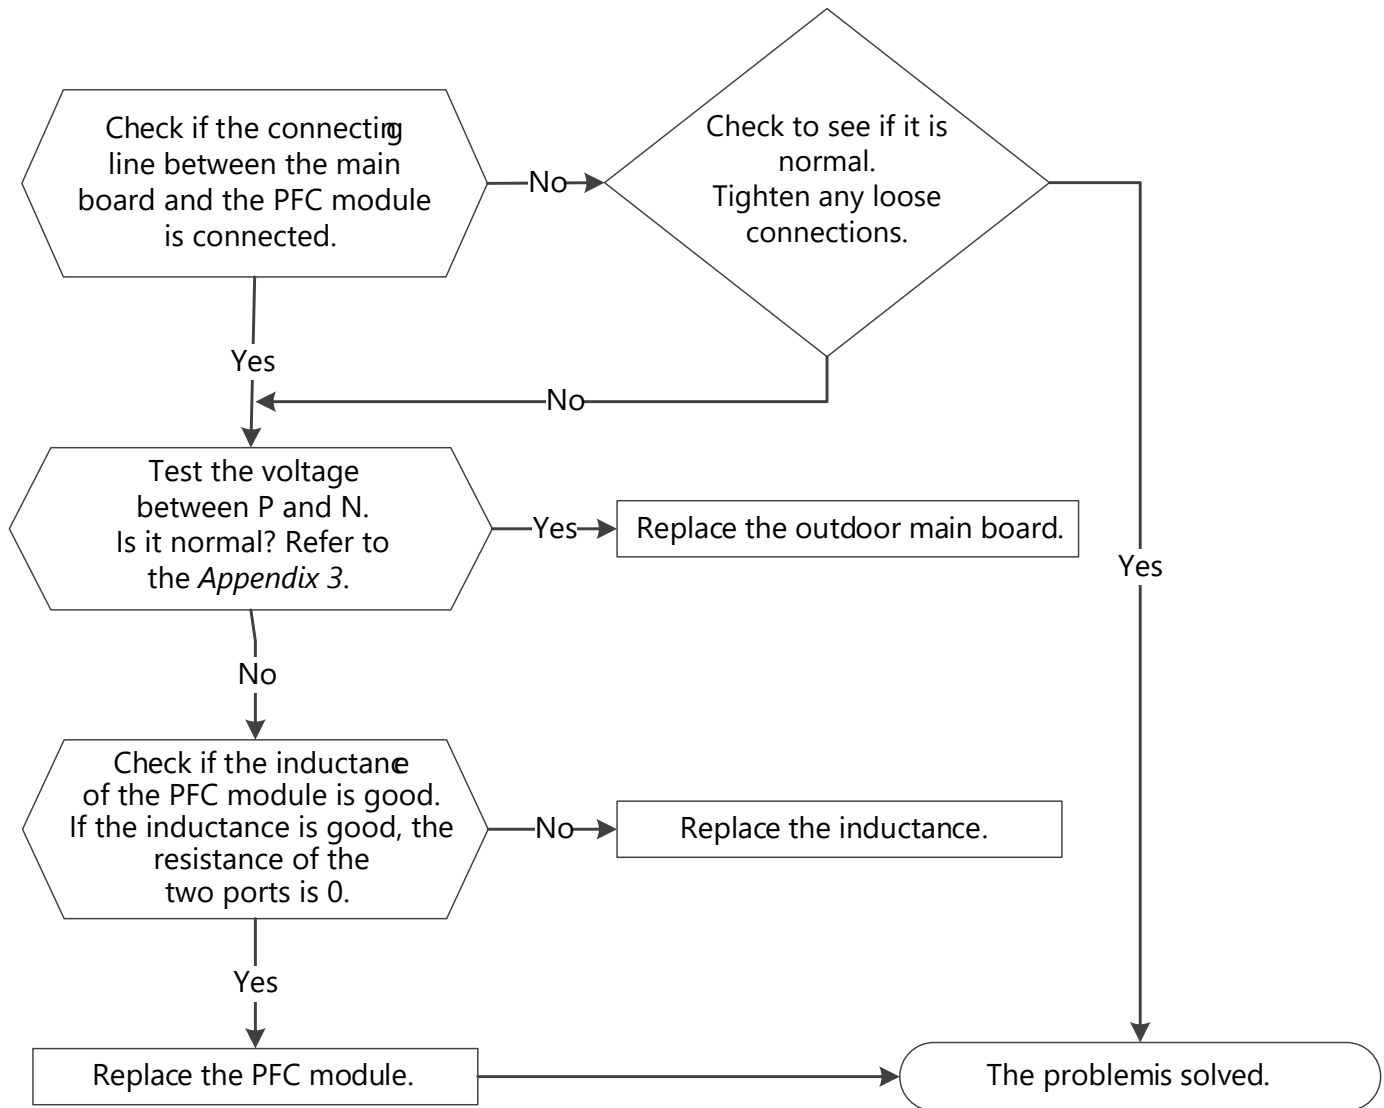 Check if the connecting
line between the main
board and the PFC module
is connected.
No
Check to see if it is
normal.
Tighten any loose
connections.
Yes
No
Test the voltage
between P and N.
Is it normal? Refer to
the Appendix 3.
Yes
Replace the outdoor main board.
Yes
No
Check if the inductance
of the PFC module is good.
If the inductance is good, the
resistance of the
two ports is 0.
No
Replace the inductance.
Yes
Replace the PFC module.
The problemis solved.